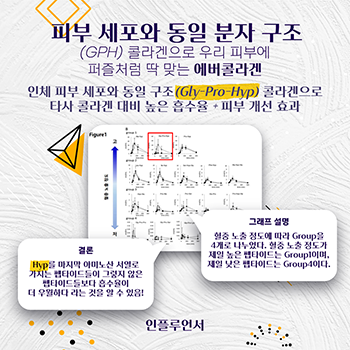 피부 세포와 동일 분자 구조
(GPH) 콜라겐으로 우리 피부에
퍼즐처럼 딱 맞는 에버콜라겐
인체 피부 세포와 동일 구조(Gly-Pro-Hyp) 콜라겐으로
타사 콜라겐 대비 높은 흡수율 + 피부 개선 효과
Figure1
고
저
결론
Hyp를 마지막 아미노산 서열로
가지는 펩타이드들이 그렇지 않은
펩타이드들보다 흡수율이
더 우월하다 라는 것을 알 수 있음!
그래프 설명
혈중 노출 정도에 따라 Group을
4개로 나누었다. 혈중 노출 정도가
제일 높은 펩타이드는 Group1이며,
제일 낮은 펩타이드는 Group4이다.
인플루언서